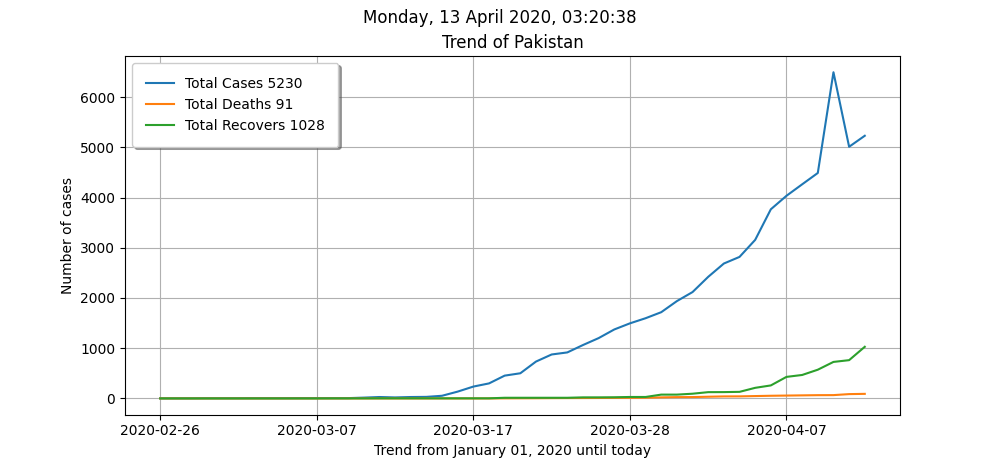 Monday, 13 April 2020, 03:20:38
Trend of Pakistan
Total Cases 5230
Total Deaths 91
Total Recovers 1028
Number of cases
6000
5000
4000
3000
2000
1000
0
2020-02-26 2020-03-07 2020-03-17 2020-03-28 2020-04-07
Trend from January 01, 2020 until today